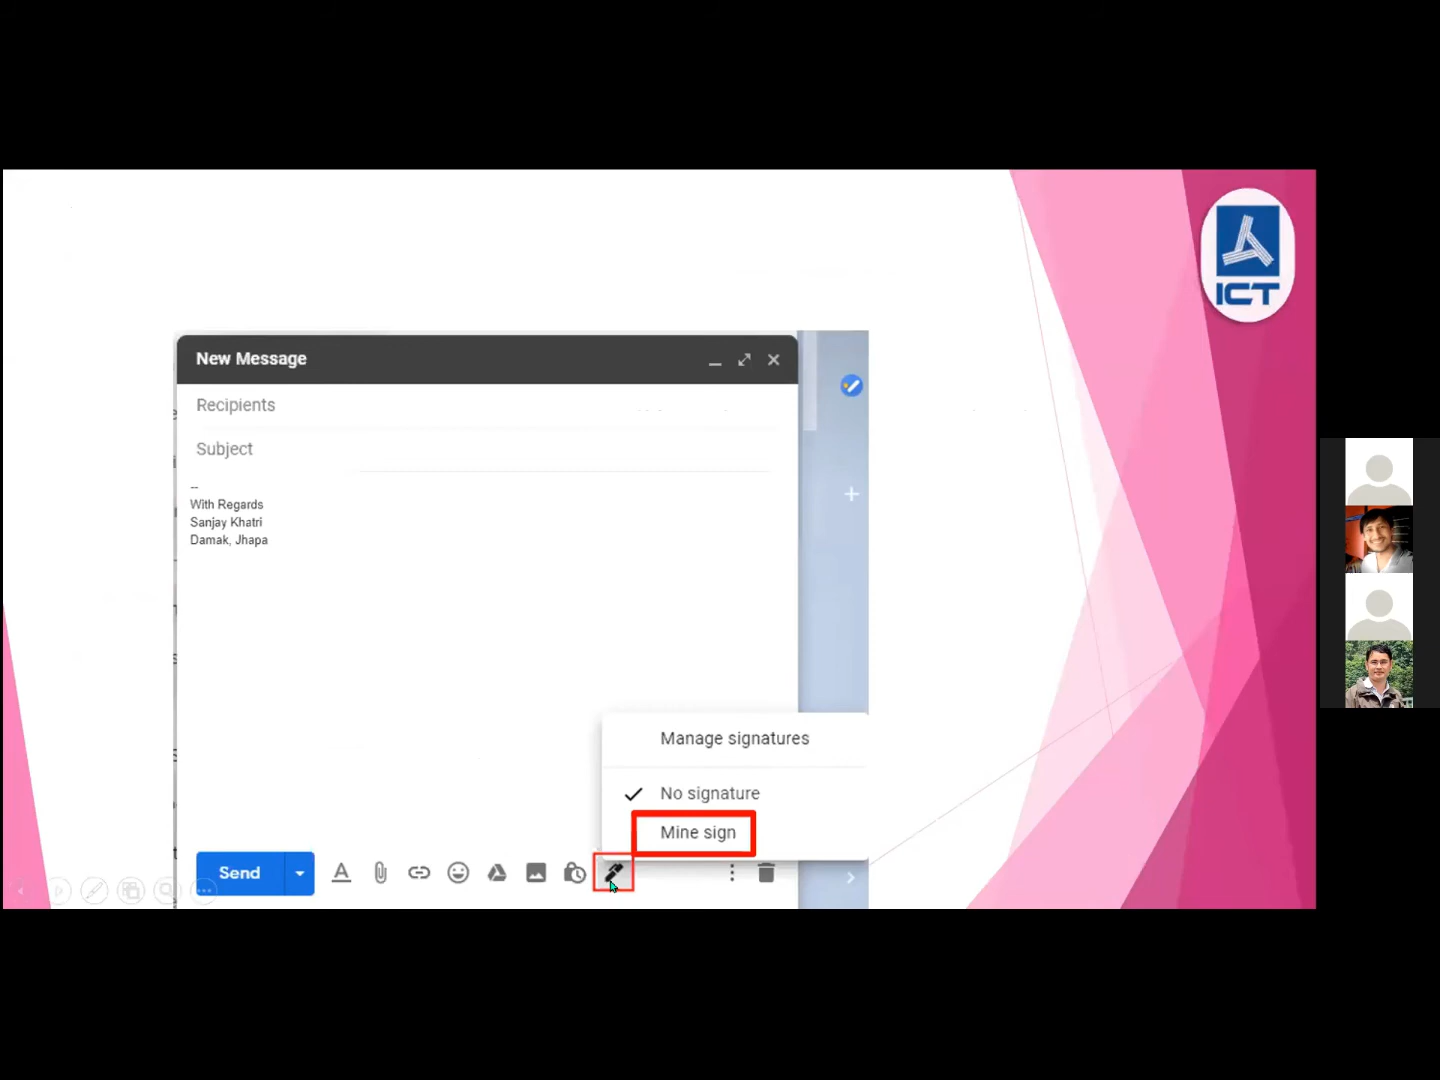 ICT
New Message
Recipients
Subject
--
With Regards
Sanjay Khatri
Damak, Jhapa
Manage signatures
No signature
Mine sign
Send